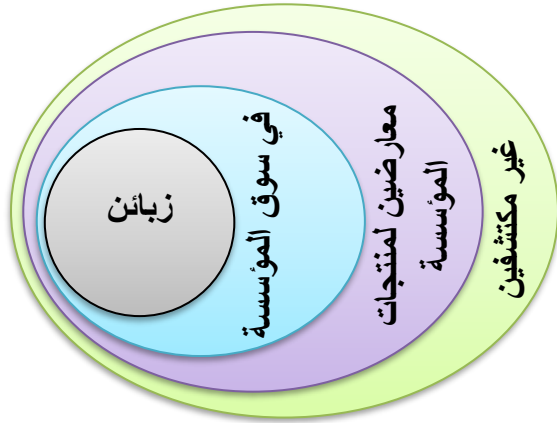 زبائن
في سوق المؤسسة
معارضين لمنتجات
المؤسسة
غير مكتشفين